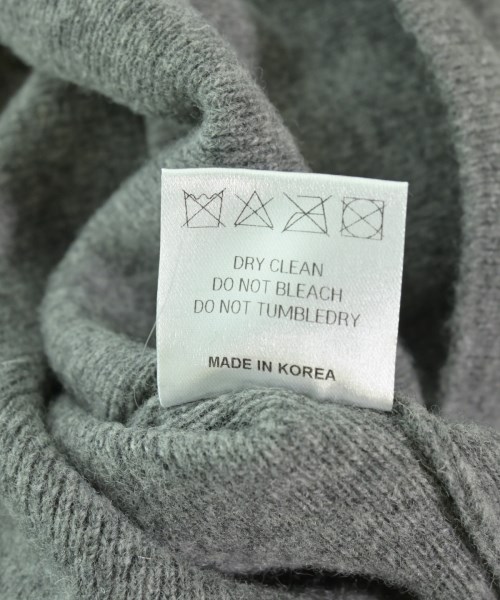 DRY CLEAN
DO NOT BLEACH
DO NOT TUMBLEDRY
MADE IN KOREA